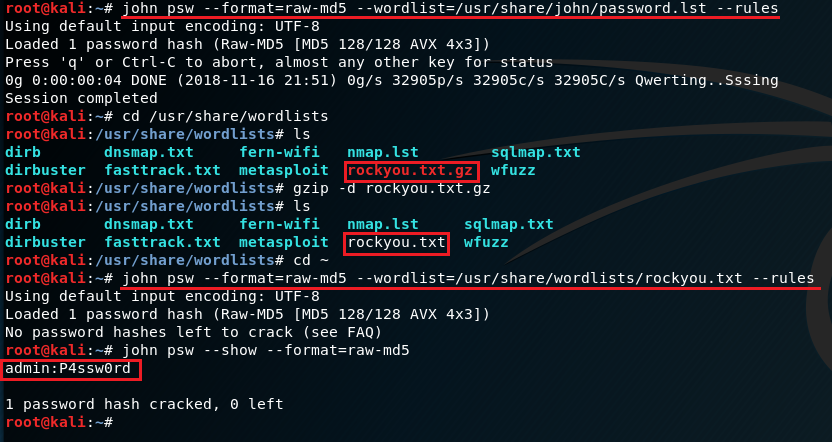 root@kali:~# john psw --format=raw-md5 --wordlist=/usr/share/john/password.lst --rules
Using default input encoding: UTF-8
Loaded 1 password hash (Raw-MD5 [MD5 128/128 AVX 4x3])
Press 'q' or Ctrl-C to abort, almost any other key for status
0g 0:00:00:04 DONE (2018-11-16 21:51) 0g/s 32905p/s 32905c/s 32905C/s Qwerting..Sssing
Session completed
root@kali:~# cd /usr/share/wordlists
root@kali:/usr/share/wordlists# ls
dirb dnsmap.txt fern-wifi nmap.lst sqlmap.txt
dirbuster fasttrack.txt metasploit rockyou.txt.gz wfuzz
root@kali:/usr/share/wordlists# gzip -d rockyou.txt.gz
root@kali:/usr/share/wordlists# ls
dirb dnsmap.txt fern-wifi nmap.lst sqlmap.txt
dirbuster fasttrack.txt metasploit rockyou.txt wfuzz
root@kali:/usr/share/wordlists# cd ~
root@kali:~# john psw --format=raw-md5 --wordlist=/usr/share/wordlists/rockyou.txt --rules
Using default input encoding: UTF-8
Loaded 1 password hash (Raw-MD5 [MD5 128/128 AVX 4x3])
No password hashes left to crack (see FAQ)
root@kali:~# john psw --show --format=raw-md5
admin:P4ssw0rd
1 password hash cracked, 0 left
root@kali:~#